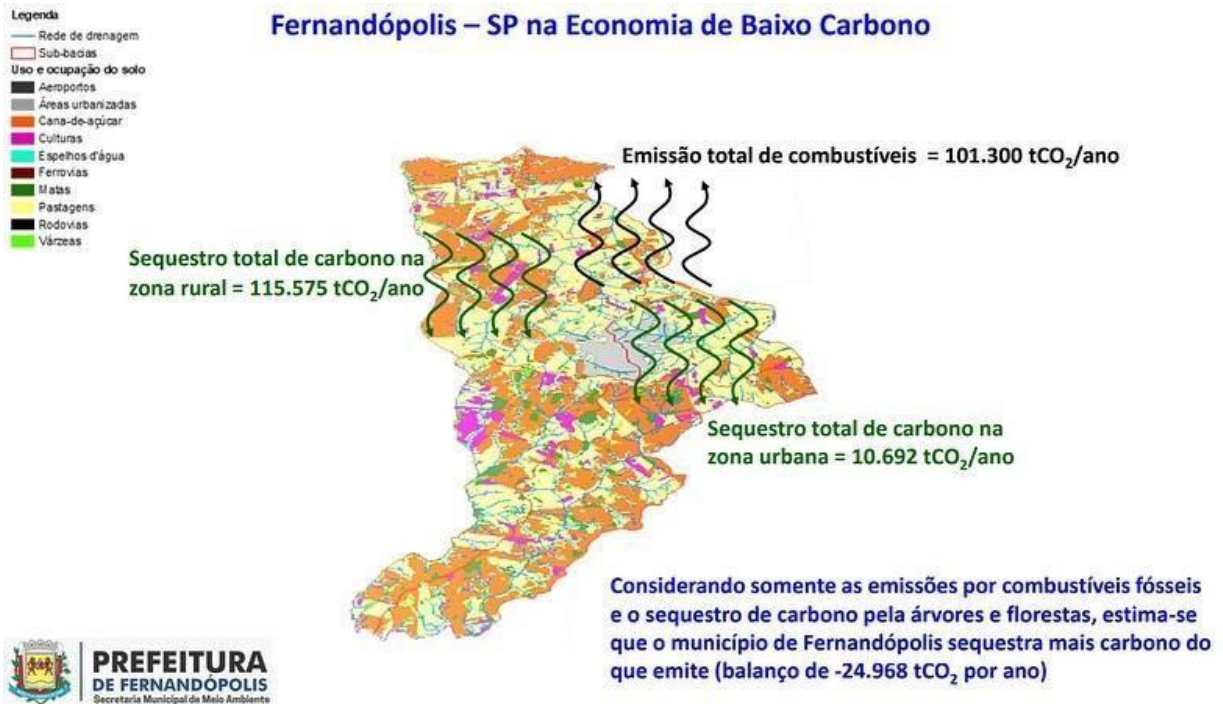 Fernandópolis – SP na Economia de Baixo Carbono
Legenda
Rede de drenagem
Sub-bacias
Uso e ocupação do solo
Aeroportos
Áreas urbanizadas
Cana-de-açúcar
Culturas
Espelhos d'água
Ferrovias
Matas
Pastagens
Rodovias
Várzeas
Emissão total de combustíveis = 101.300 tCO₂/ano
Sequestro total de carbono na
zona rural = 115.575 tCO₂/ano
Sequestro total de carbono na
zona urbana = 10.692 tCO₂/ano
Considerando somente as emissões por combustíveis fósseis
e o sequestro de carbono pela árvores e florestas, estima-se
que o município de Fernandópolis sequestra mais carbono do
que emite (balanço de -24.968 tCO₂ por ano)
PREFEITURA
DE FERNANDÓPOLIS
Secretaria Municipal de Meio Ambiente